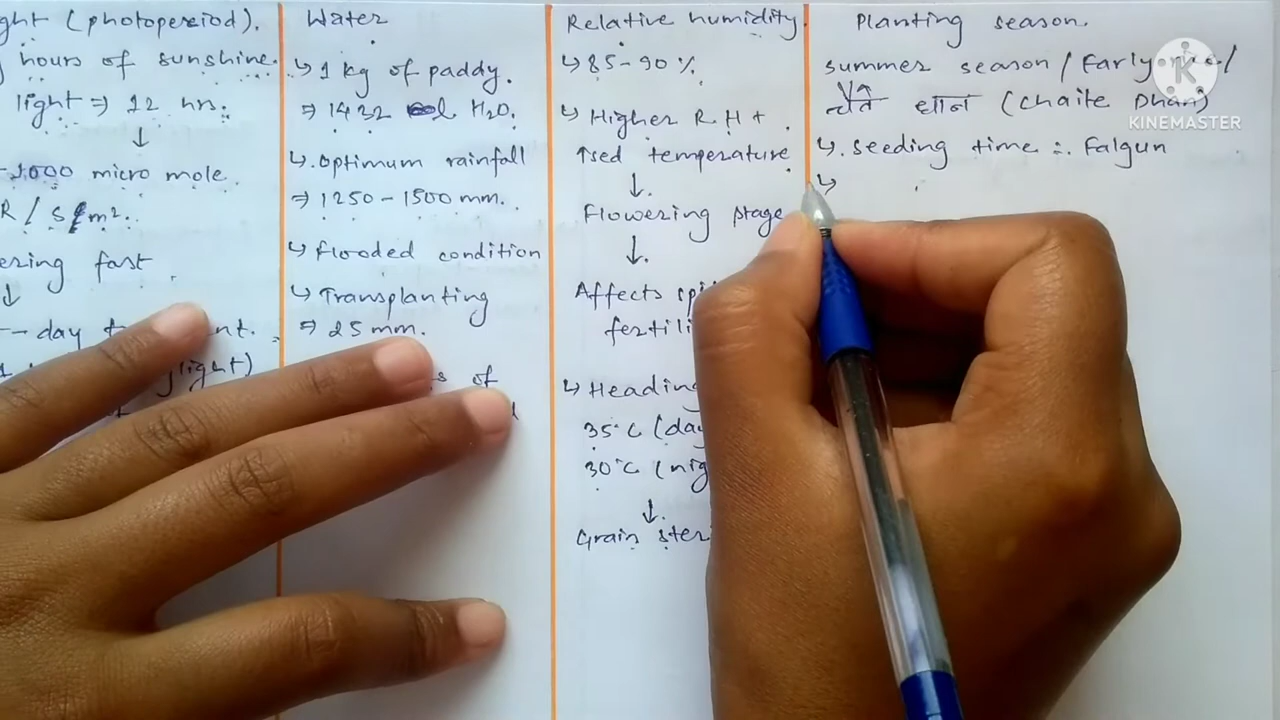 ght (photoperiod).
hours of sunshine.
light ⇒ 12 hrs.
↓
1000 micro mole
R / s/m².
ering fast
↓
- day
light)
Water
↳ 1 kg of paddy.
⇒ 1422 l H₂O.
↳ Optimum rainfall
⇒ 1250 - 1500 mm.
↳ flooded condition
↳ Transplanting
⇒ 25 mm.
of
Relative humidity.
↳ 85-90 %
↳ Higher RH +
↑sed temperature
↓
Flowering stage
↓
Affects
fertili
↳ Heading
35°C (day
30°C (nig
↓
Grain ster
Planting season.
summer season / Early /
चैते धान (Chaite Dhan)
↳ seeding time :. Falgun
↳
KINEMASTER